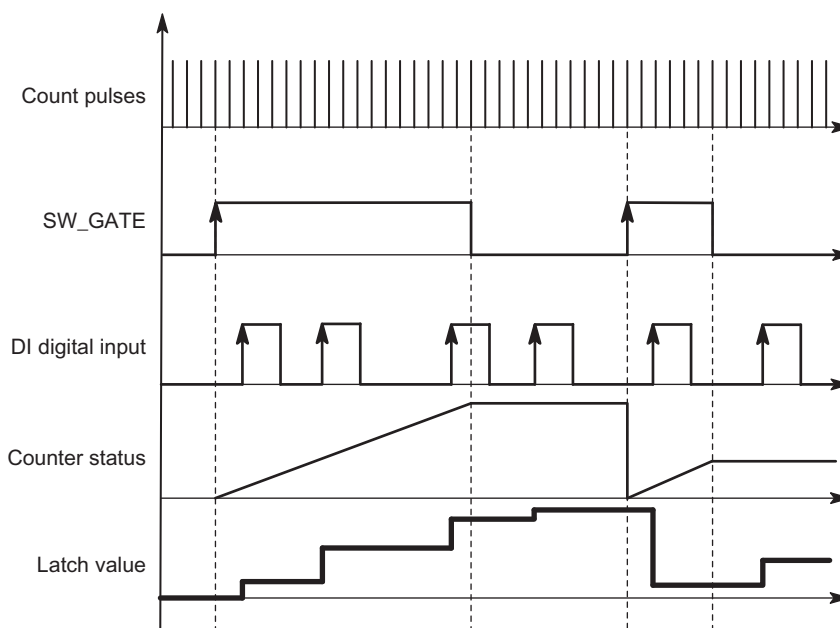 Count pulses
SW_GATE
DI digital input
Counter status
Latch value